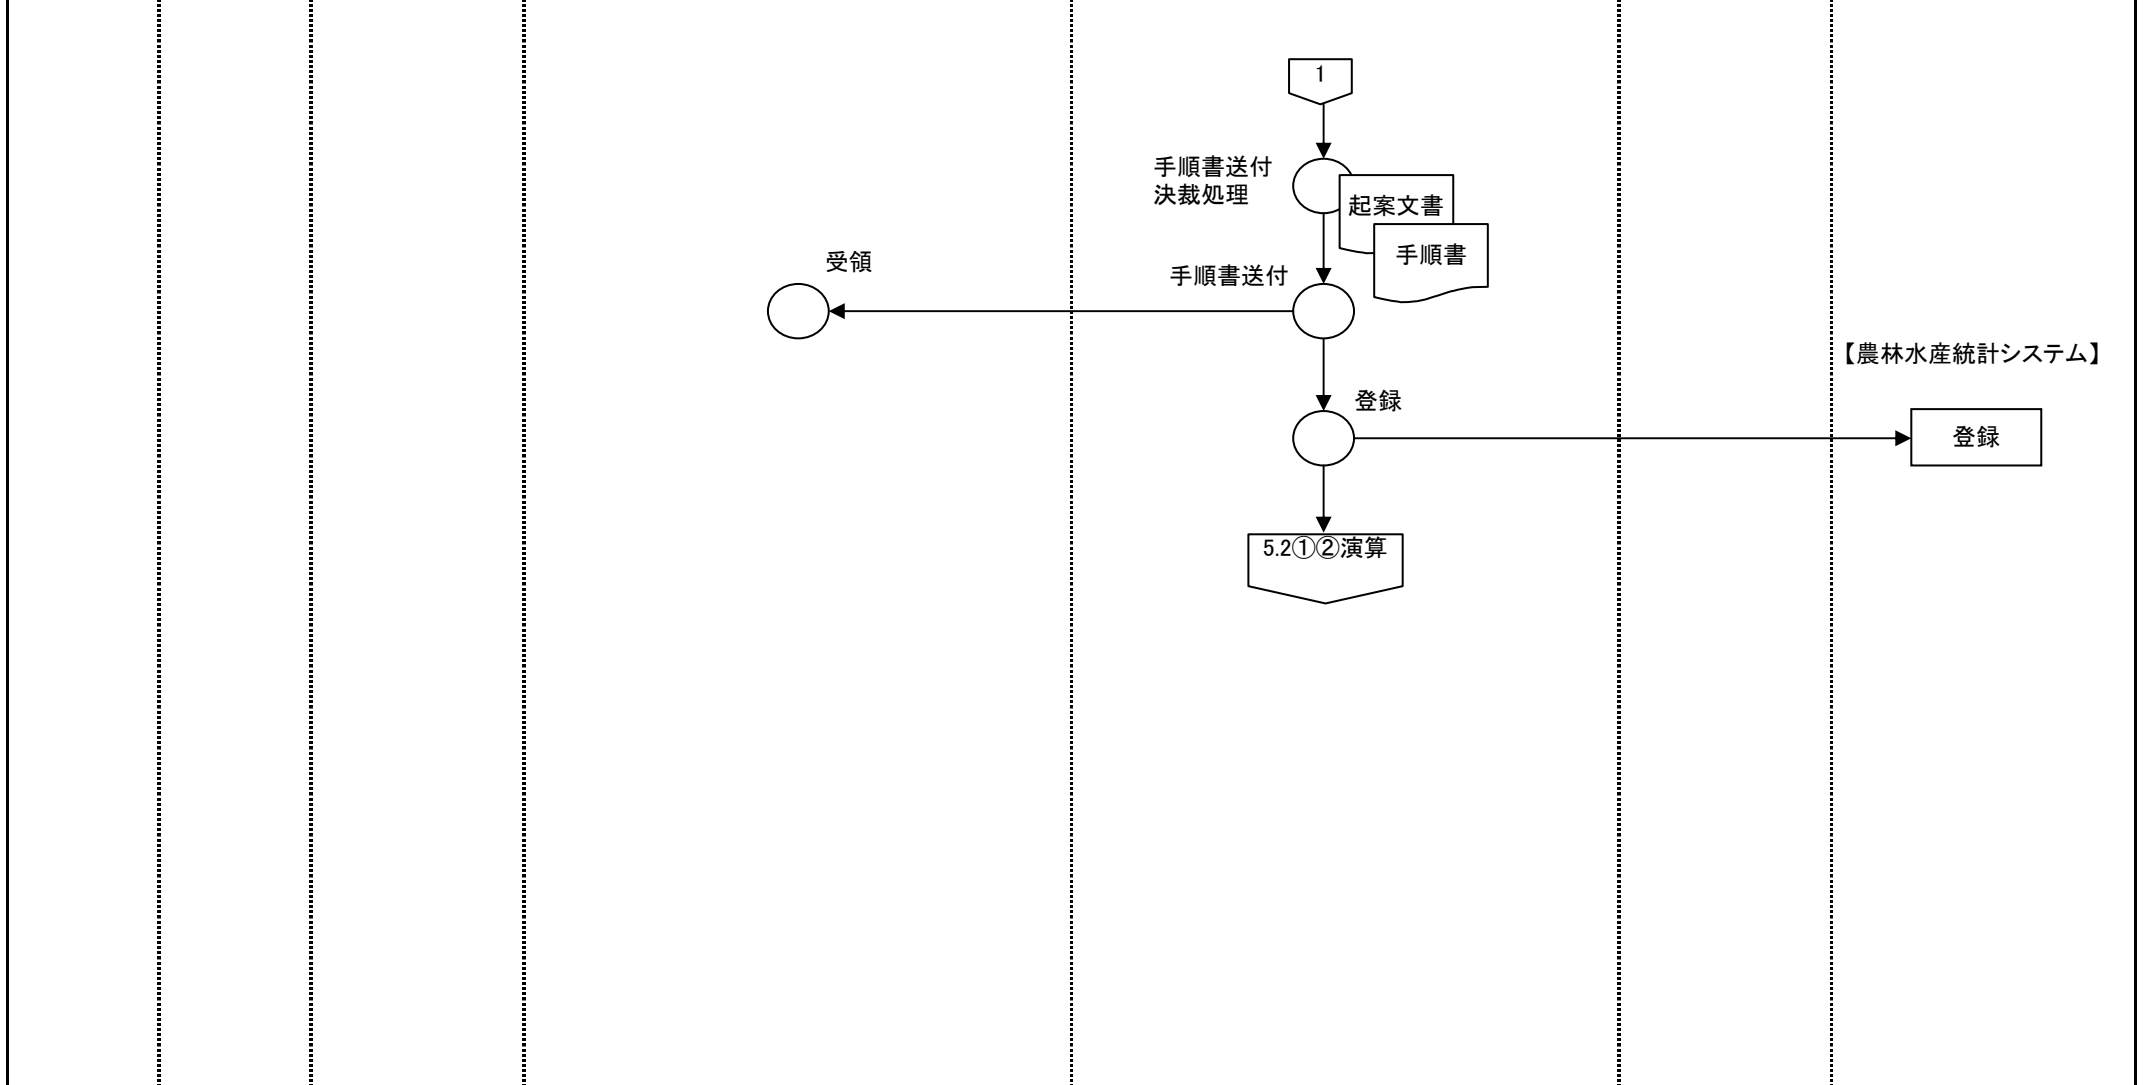 1
手順書送付
決裁処理
起案文書
手順書
受領
手順書送付
【農林水産統計システム】
登録
登録
5.2①②演算